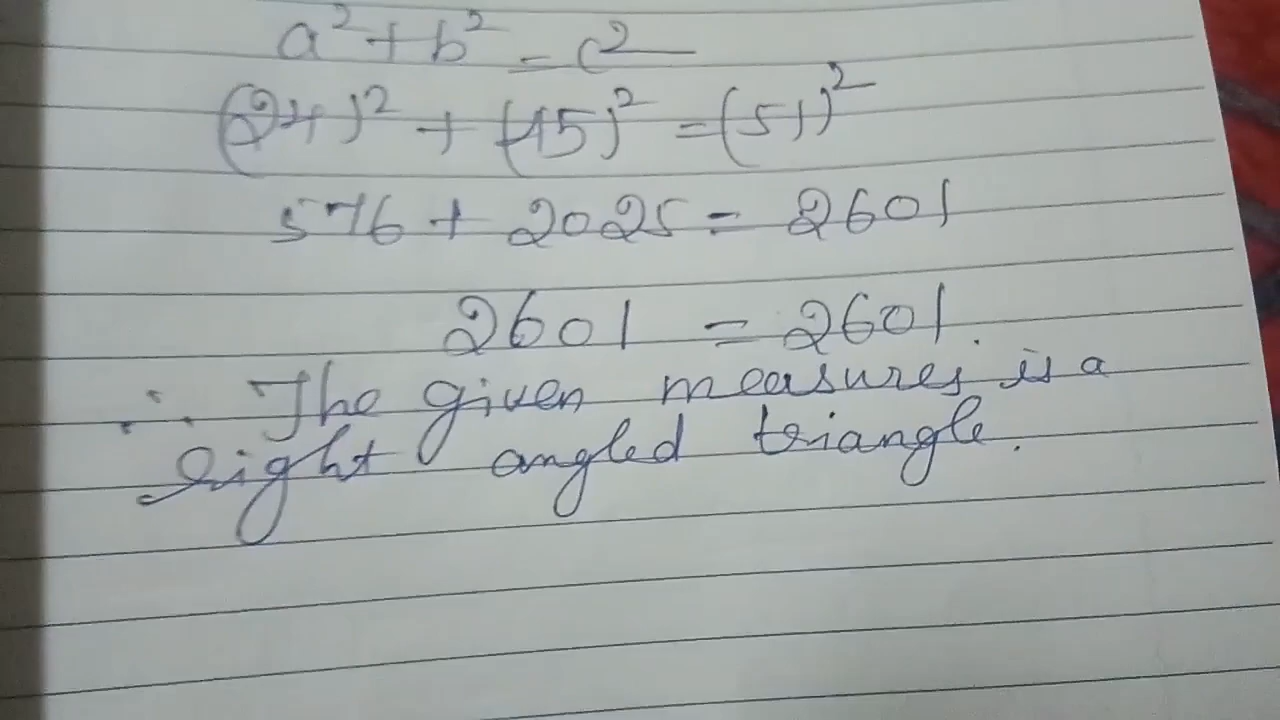 a² + b² = c²
(24)² + (45)² = (51)²
576 + 2025 = 2601
2601 = 2601
∴ The given measures is a
right angled triangle.